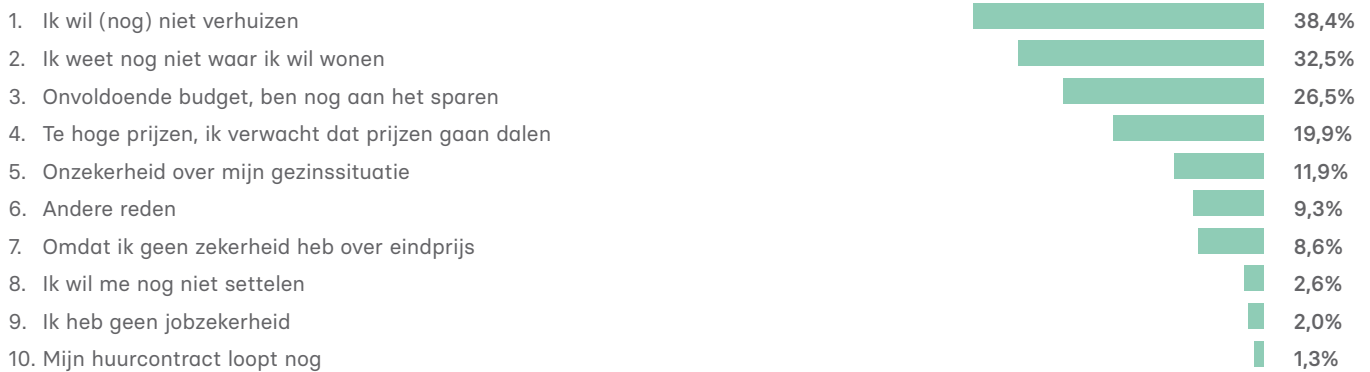 1. Ik wil (nog) niet verhuizen 38,4%
2. Ik weet nog niet waar ik wil wonen 32,5%
3. Onvoldoende budget, ben nog aan het sparen 26,5%
4. Te hoge prijzen, ik verwacht dat prijzen gaan dalen 19,9%
5. Onzekerheid over mijn gezinssituatie 11,9%
6. Andere reden 9,3%
7. Omdat ik geen zekerheid heb over eindprijs 8,6%
8. Ik wil me nog niet settelen 2,6%
9. Ik heb geen jobzekerheid 2,0%
10. Mijn huurcontract loopt nog 1,3%